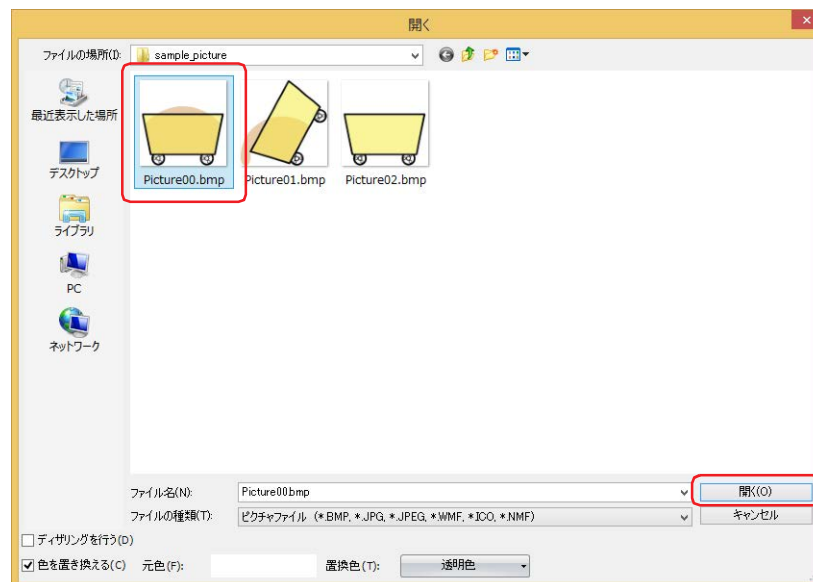 開く
ファイルの場所(I):
sample_picture
最近表示した場所
デスクトップ
ライブラリ
PC
ネットワーク
Picture00.bmp
Picture01.bmp
Picture02.bmp
ファイル名(N):
Picture00.bmp
開く(O)
ファイルの種類(T):
ピクチャファイル (*.BMP, *.JPG, *.JPEG, *.WMF, *.ICO, *.NMF)
キャンセル
ディザリングを行う(D)
色を置き換える(C)
元色(F):
置換色(T):
透明色